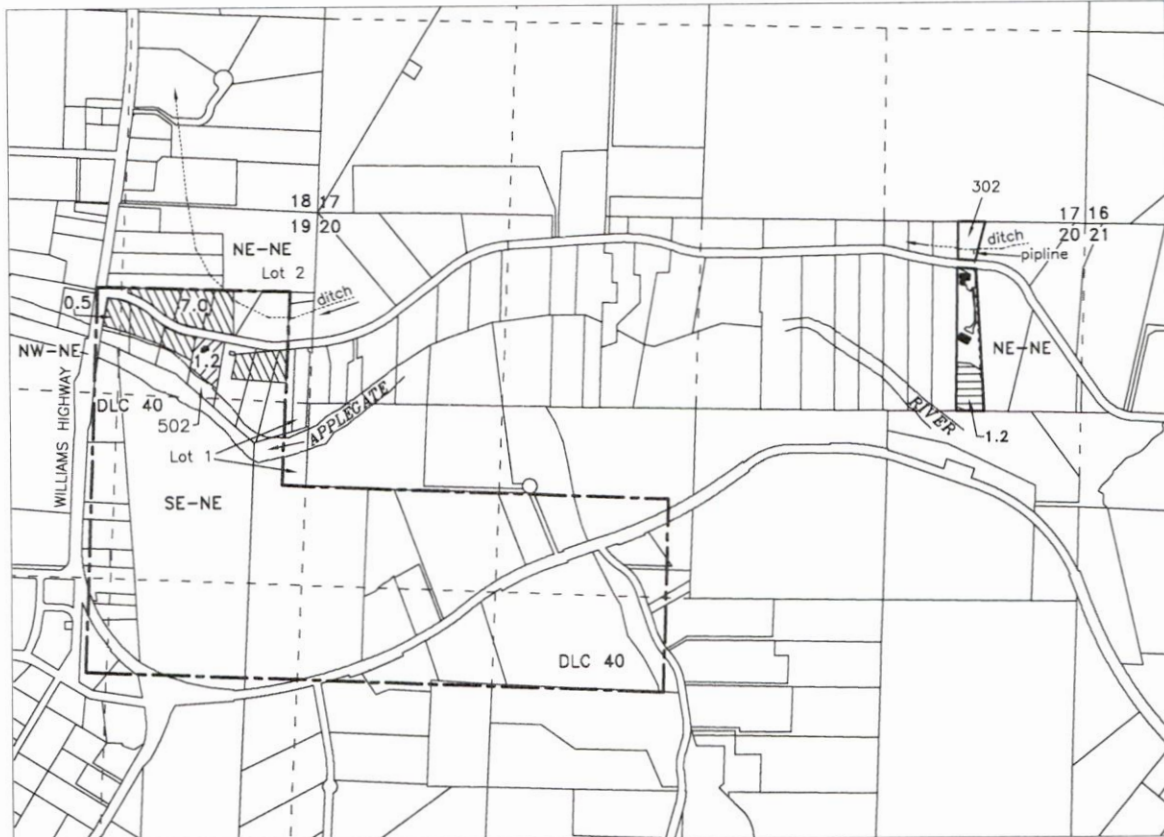 302
18 17
19 20
17 16
20 21
ditch
pipline
NE-NE
Lot 2
ditch
0.5
7.0
NW-NE
NE-NE
1.2
DLC 40
502
APPLEGATE
RIVER
1.2
Lot 1
WILLIAMS HIGHWAY
SE-NE
DLC 40